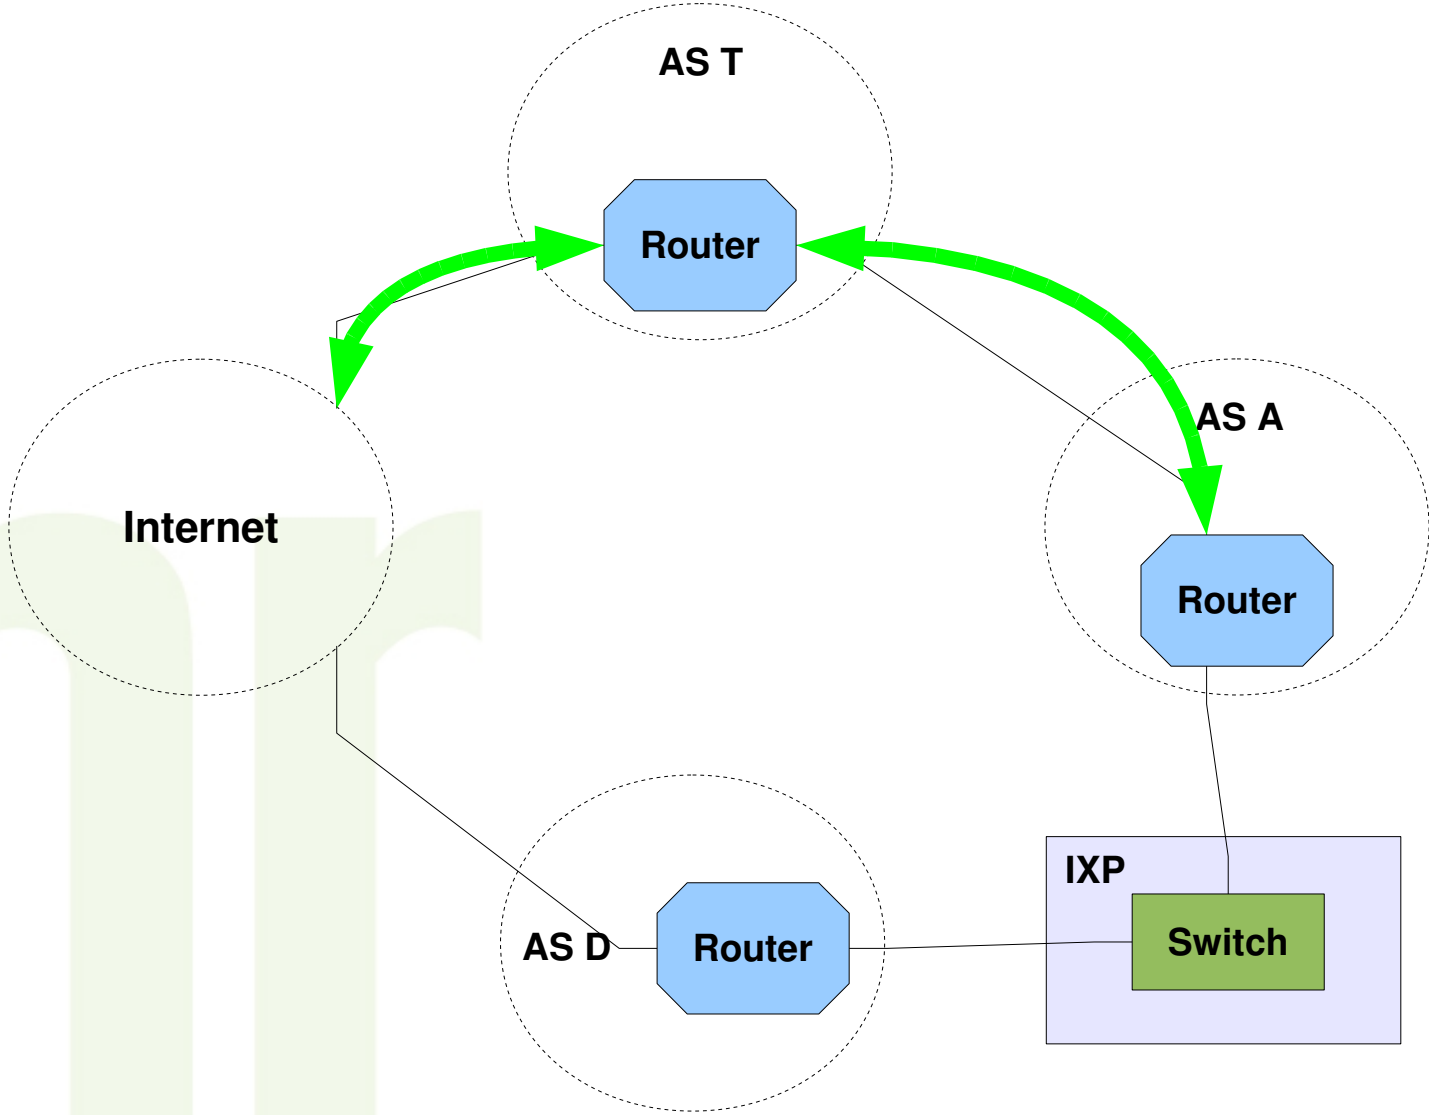 AS T
Router
AS A
Internet
Router
IXP
AS D
Router
Switch